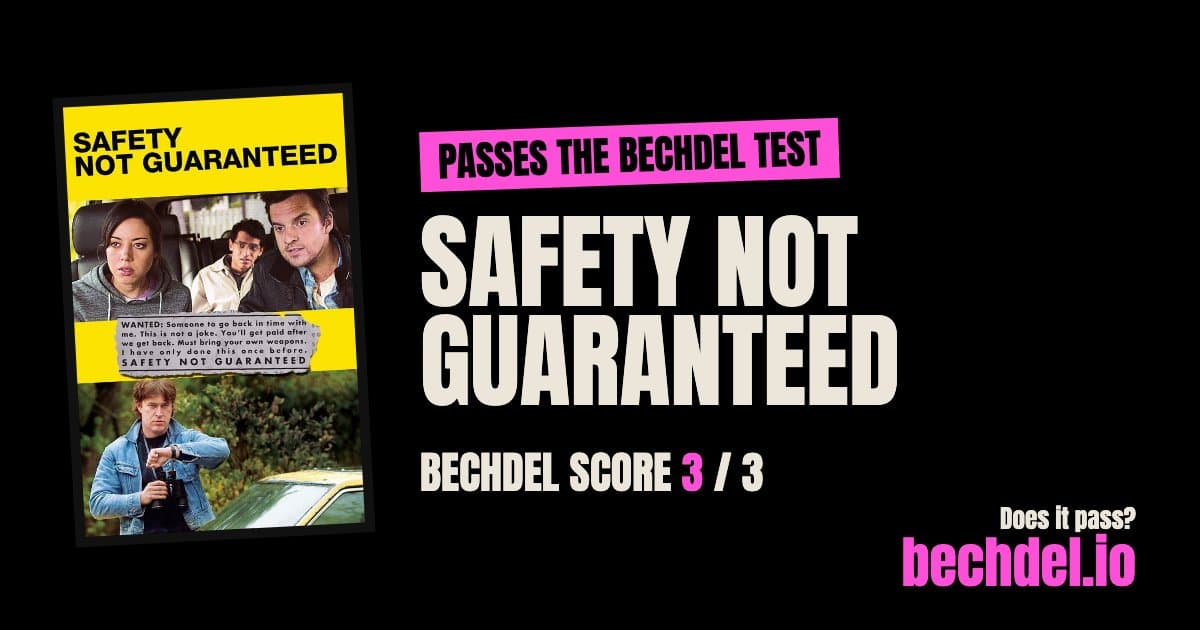 SAFETY
NOT GUARANTEED
WANTED: Someone to go back in time with
me. This is not a joke. You'll get paid after
we get back. Must bring your own weapons.
I have only done this once before.
SAFETY NOT GUARANTEED
PASSES THE BECHDEL TEST
SAFETY NOT
GUARANTEED
BECHDEL SCORE 3 / 3
Does it pass?
bechdel.io